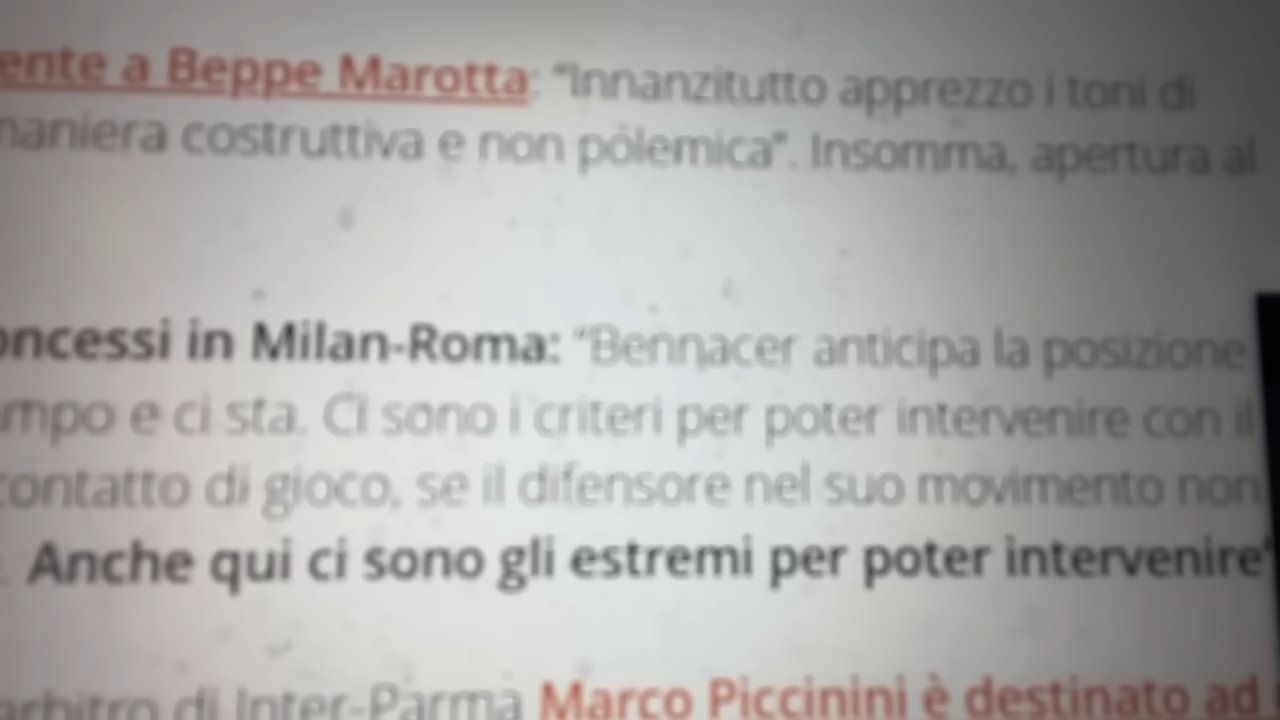 ente a Beppe Marotta: “Innanzitutto apprezzo i toni di
maniera costruttiva e non polemica”. Insomma, apertura al
oncessi in Milan-Roma: “Bennacer anticipa la posizione
mpo e ci sta. Ci sono i criteri per poter intervenire con il
contatto di gioco, se il difensore nel suo movimento non
. Anche qui ci sono gli estremi per poter intervenire”
arbitro di Inter-Parma Marco Piccinini è destinato ad